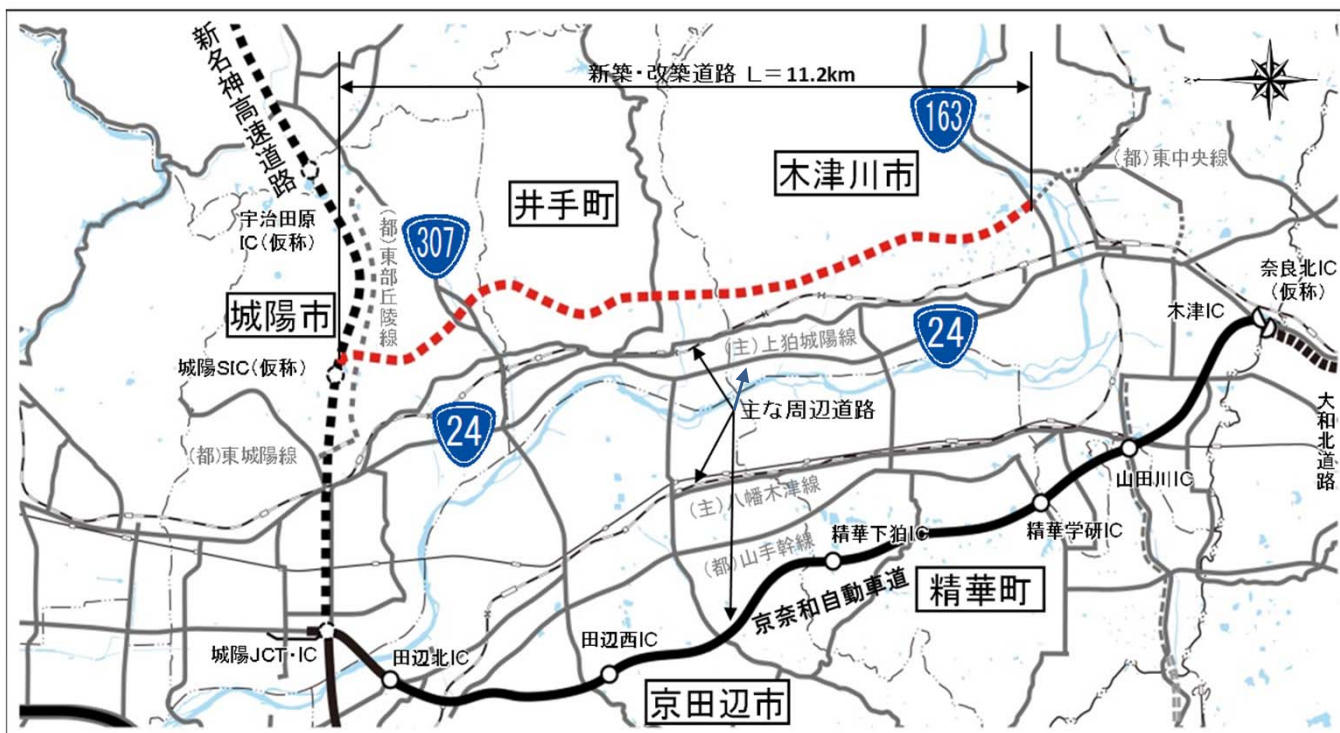 新名神高速道路
新築・改築道路 L=11.2km
163
(都)東中央線
木津川市
井手町
宇治田原
IC(仮称)
(都)東部丘陵線
307
城陽市
奈良北IC
(仮称)
木津IC
城陽SIC(仮称)
(主)上狛城陽線
24
主な周辺道路
24
大和北道路
(都)東城陽線
山田川IC
(主)八幡木津線
精華学研IC
精華下狛IC
(都)山手幹線
精華町
京奈和自動車道
田辺西IC
城陽JCT・IC
田辺北IC
京田辺市